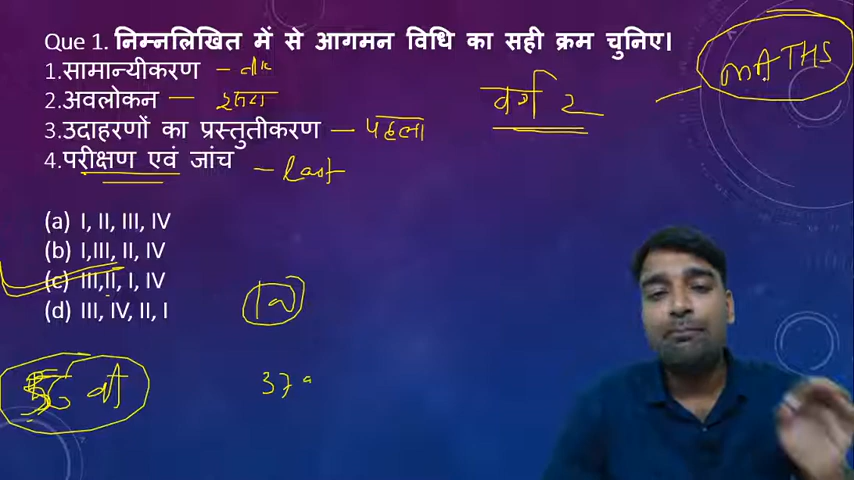 Que 1. निम्नलिखित में से आगमन विधि का सही क्रम चुनिए।
MATHS
1.सामान्यीकरण –
2.अवलोकन –
वर्ग 2
3.उदाहरणों का प्रस्तुतीकरण – पहला
4.परीक्षण एवं जांच – last
(a) I, II, III, IV
(b) I,III, II, IV
(c) III,II, I, IV
(d) III, IV, II, I